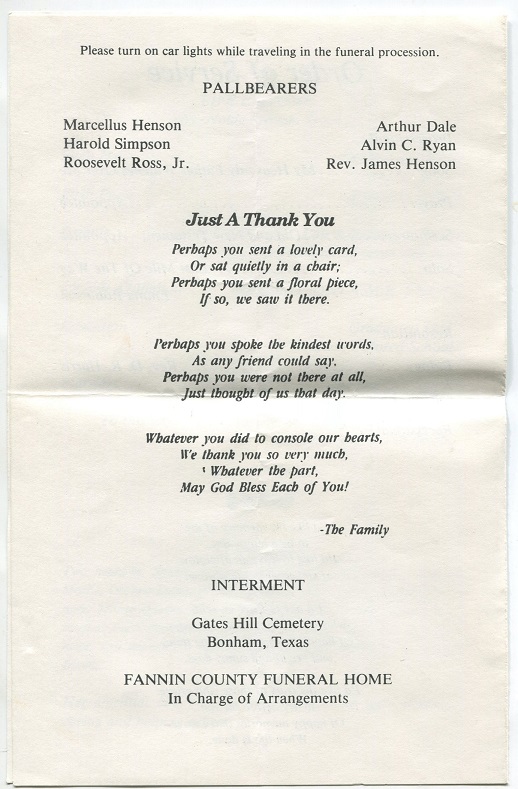 Please turn on car lights while traveling in the funeral procession.
PALLBEARERS
Marcellus Henson Arthur Dale
Harold Simpson Alvin C. Ryan
Roosevelt Ross, Jr. Rev. James Henson
Just A Thank You
Perhaps you sent a lovely card,
Or sat quietly in a chair;
Perhaps you sent a floral piece,
If so, we saw it there.
Perhaps you spoke the kindest words,
As any friend could say.
Perhaps you were not there at all,
Just thought of us that day.
Whatever you did to console our hearts,
We thank you so very much,
Whatever the part,
May God Bless Each of You!
-The Family
INTERMENT
Gates Hill Cemetery
Bonham, Texas
FANNIN COUNTY FUNERAL HOME
In Charge of Arrangements